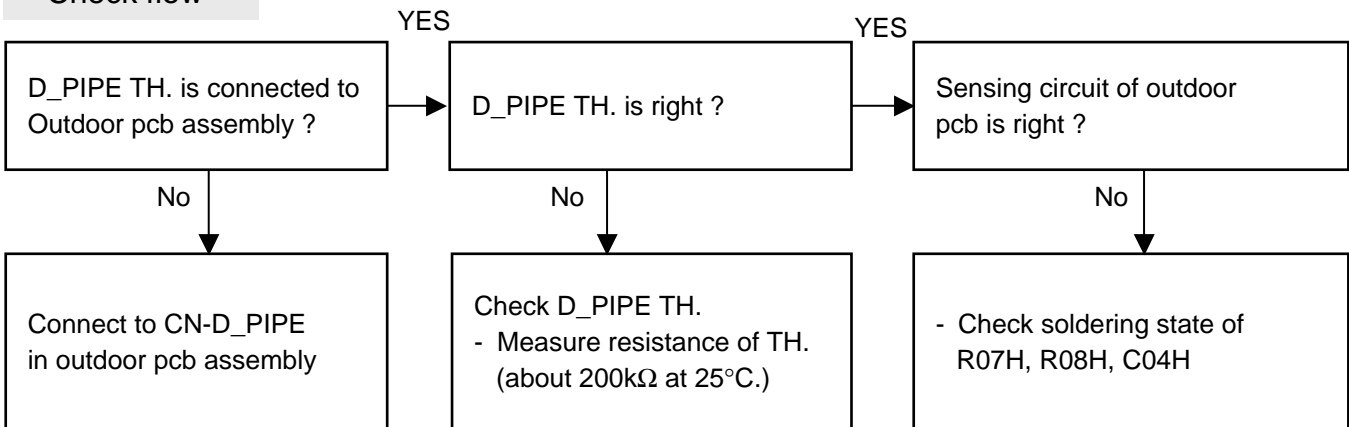 Check flow
YES
YES
D_PIPE TH. is connected to
Outdoor pcb assembly ?
D_PIPE TH. is right ?
Sensing circuit of outdoor
pcb is right ?
No
No
No
Connect to CN-D_PIPE
in outdoor pcb assembly
Check D_PIPE TH.
- Measure resistance of TH.
(about 200kΩ at 25°C.)
- Check soldering state of
R07H, R08H, C04H